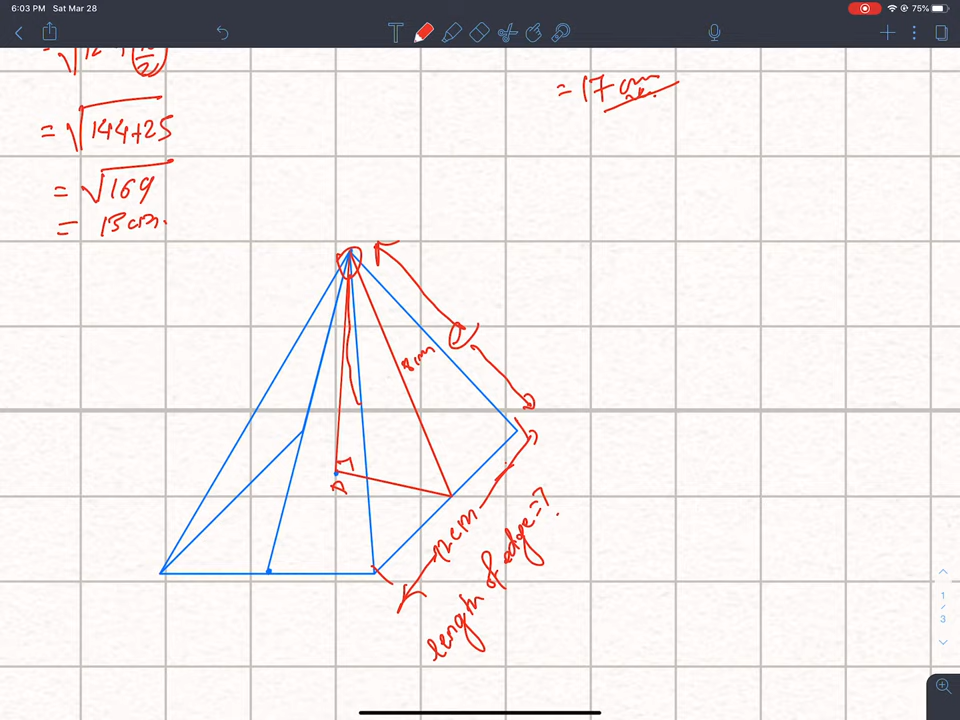 6:03 PM Sat Mar 28
75%
= √144+25
= √169
= 13cm.
= 17 cm
8cm
12cm
length of edge=?
1
/
3